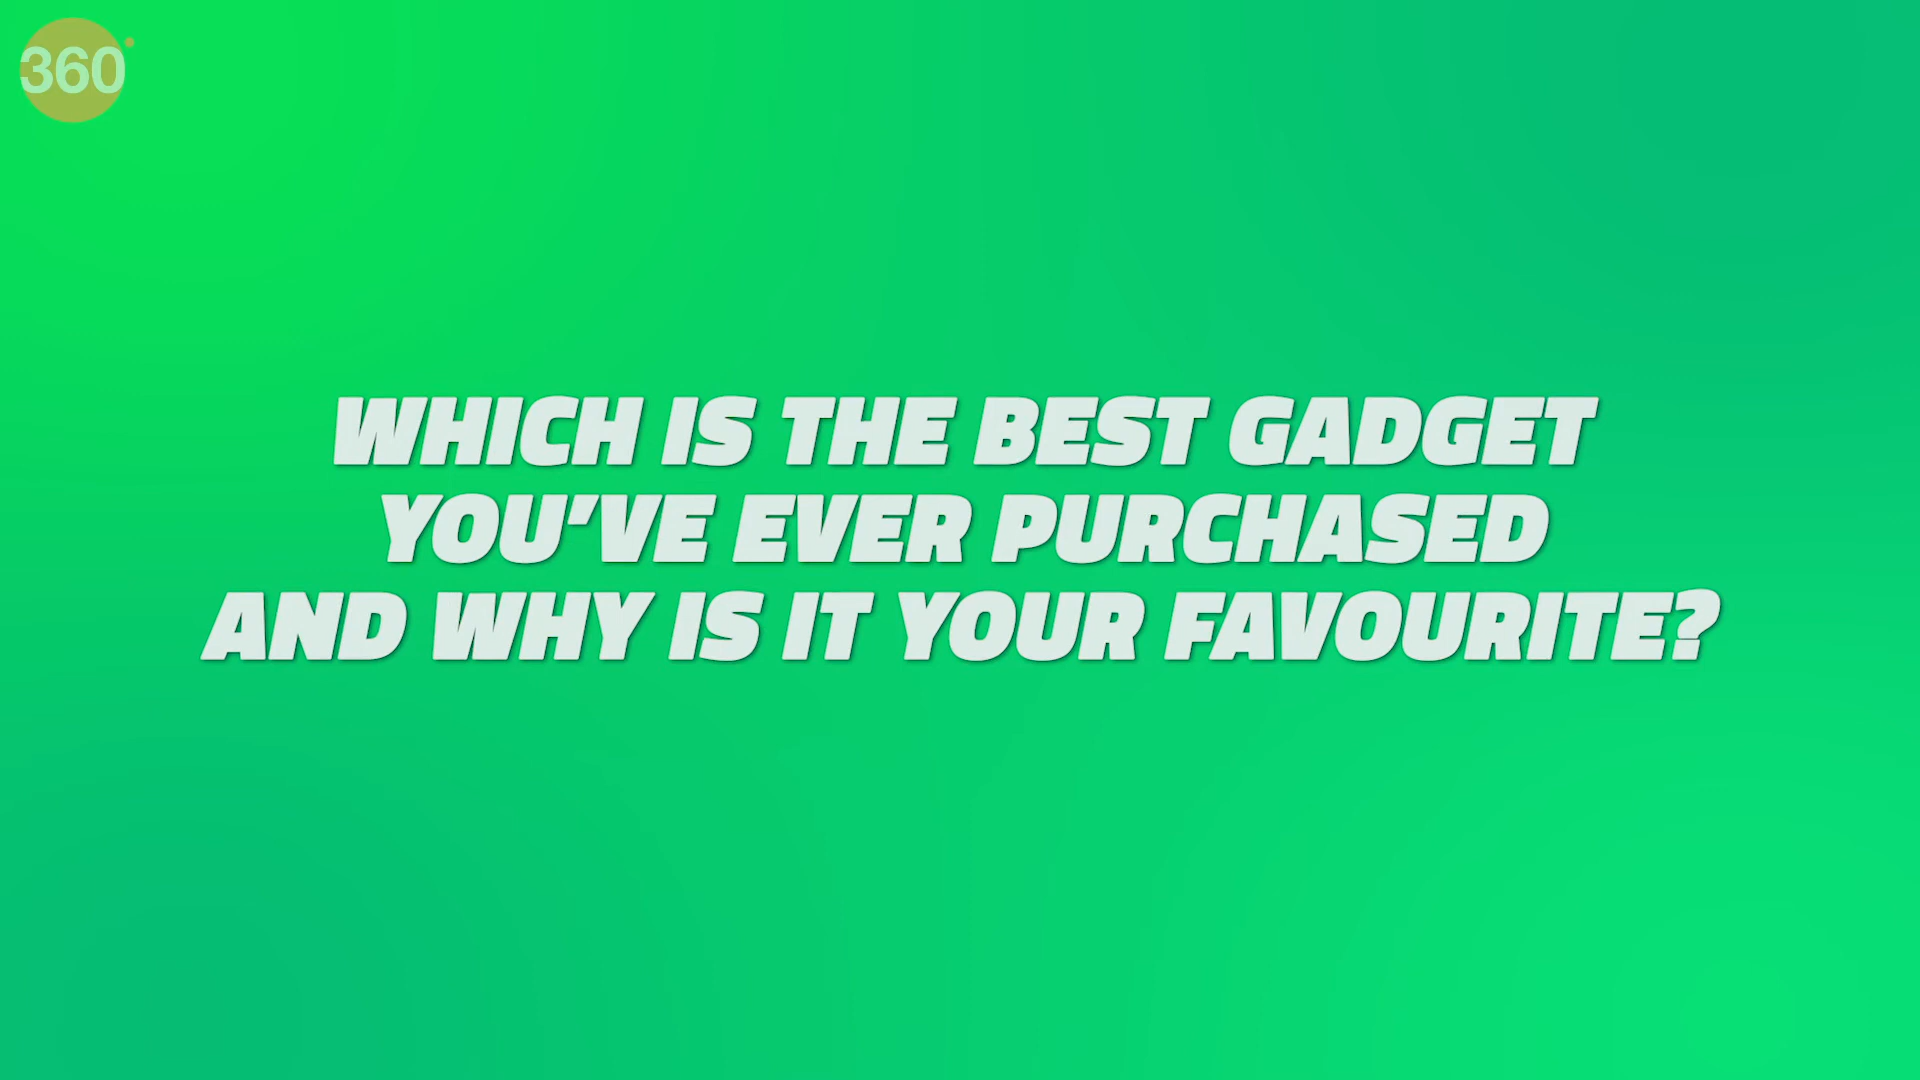 360°
WHICH IS THE BEST GADGET
YOU'VE EVER PURCHASED
AND WHY IS IT YOUR FAVOURITE?